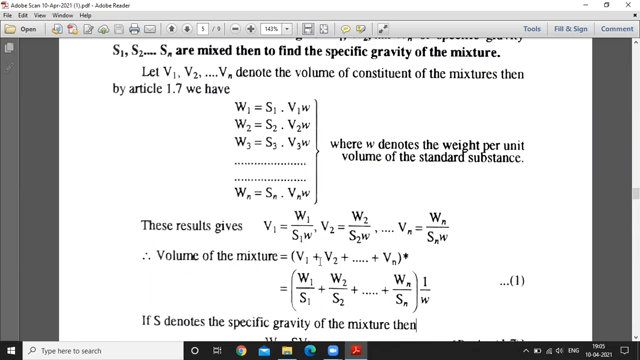 Adobe Scan 10-Apr-2021 (1).pdf - Adobe Reader
File Edit View Window Help
Open 5 / 9 143% Tools Fill & Sign Comment
S₁, S₂.... Sₙ are mixed then to find the specific gravity of the mixture.
Let V₁, V₂, ....Vₙ denote the volume of constituent of the mixtures then
by article 1.7 we have
W₁ = S₁ . V₁w
W₂ = S₂ . V₂w
W₃ = S₃ . V₃w
where w denotes the weight per unit
volume of the standard substance.
........................
........................
Wₙ = Sₙ . Vₙw
These results gives V₁ = W₁/S₁w, V₂ = W₂/S₂w, .... Vₙ = Wₙ/Sₙw
∴ Volume of the mixture = (V₁ + V₂ + ..... + Vₙ)*
= (W₁/S₁ + W₂/S₂ + ..... + Wₙ/Sₙ) 1/w ...(1)
If S denotes the specific gravity of the mixture then
19:05
ENG
10-04-2021